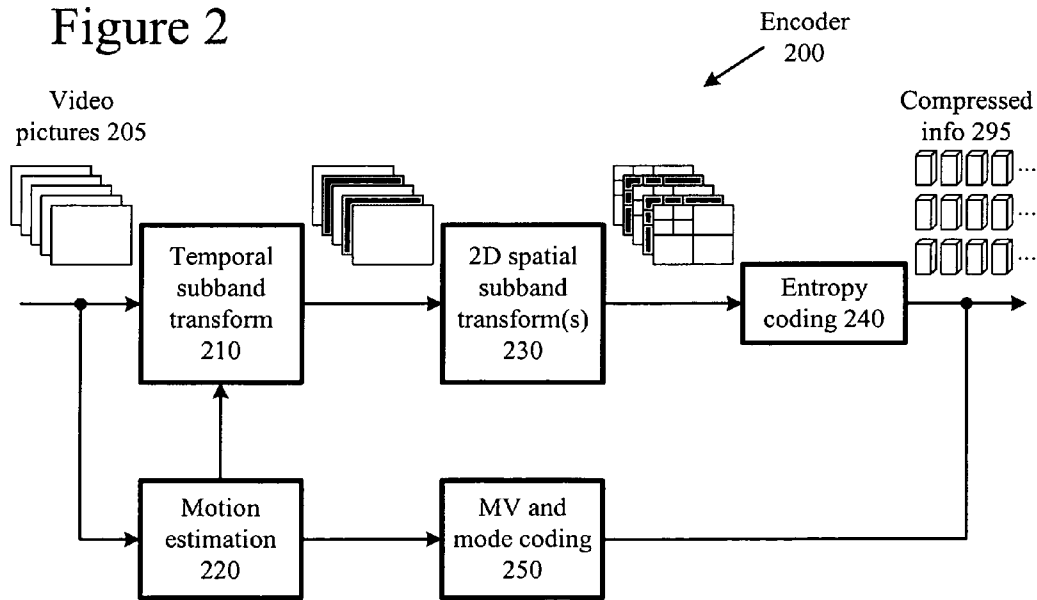 Figure 2
Encoder
200
Video
pictures 205
Compressed
info 295
...
...
...
Temporal
subband
transform
210
2D spatial
subband
transform(s)
230
Entropy
coding 240
Motion
estimation
220
MV and
mode coding
250